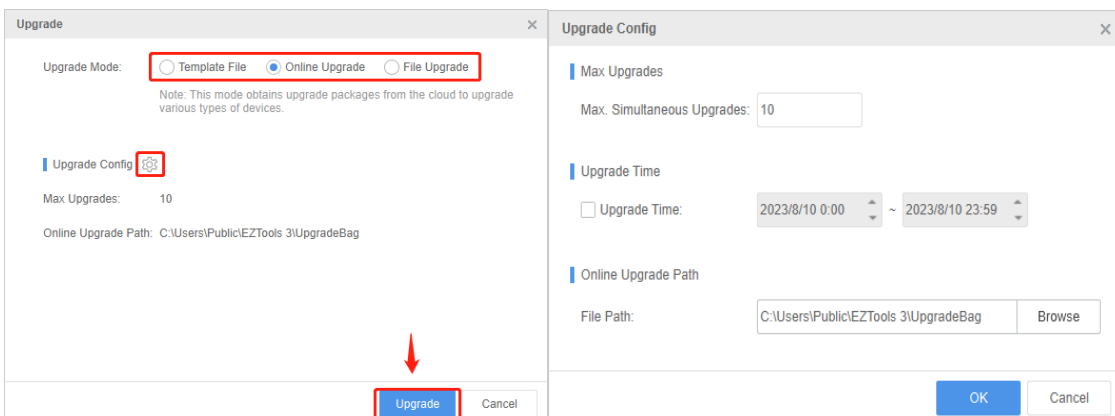 Upgrade
Upgrade Mode: Template File Online Upgrade File Upgrade
Note: This mode obtains upgrade packages from the cloud to upgrade
various types of devices.
Upgrade Config
Max Upgrades: 10
Online Upgrade Path: C:\Users\Public\EZTools 3\UpgradeBag
Upgrade Cancel
Upgrade Config
Max Upgrades
Max. Simultaneous Upgrades: 10
Upgrade Time
Upgrade Time: 2023/8/10 0:00 ~ 2023/8/10 23:59
Online Upgrade Path
File Path: C:\Users\Public\EZTools 3\UpgradeBag Browse
OK Cancel